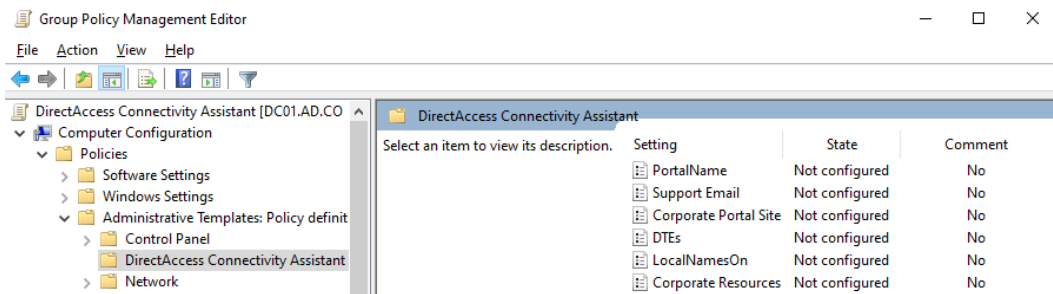 Group Policy Management Editor
File Action View Help
DirectAccess Connectivity Assistant [DC01.AD.CO
Computer Configuration
Policies
Software Settings
Windows Settings
Administrative Templates: Policy definit
Control Panel
DirectAccess Connectivity Assistant
Network
DirectAccess Connectivity Assistant
Select an item to view its description.
Setting State Comment
PortalName Not configured No
Support Email Not configured No
Corporate Portal Site Not configured No
DTEs Not configured No
LocalNamesOn Not configured No
Corporate Resources Not configured No